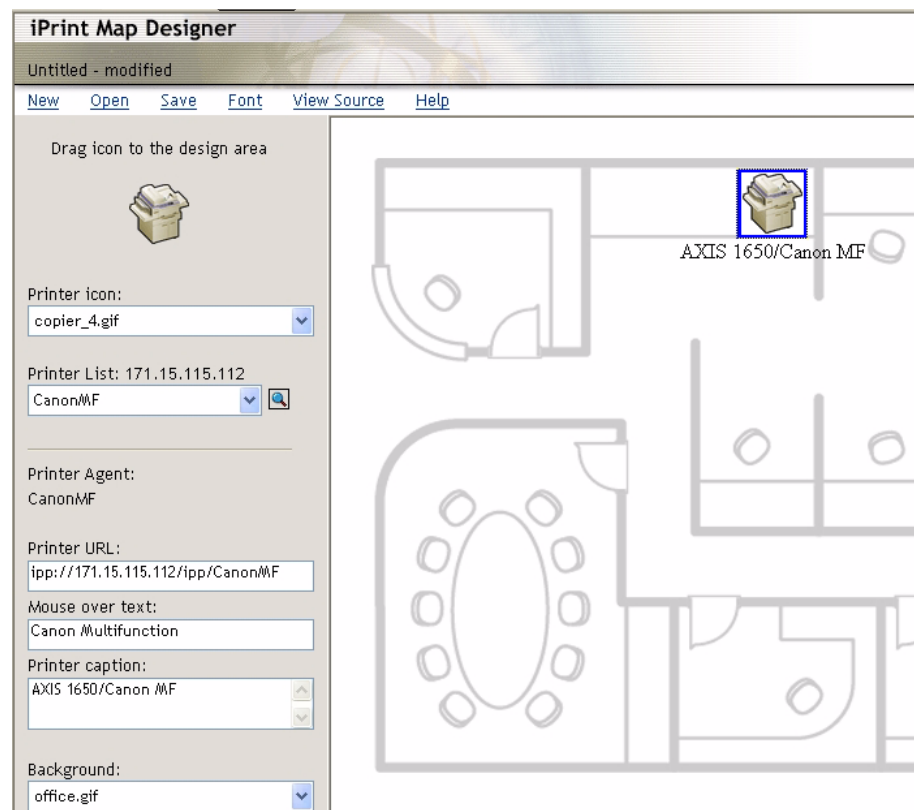 iPrint Map Designer
Untitled - modified
New Open Save Font View Source Help
Drag icon to the design area
Printer icon:
copier_4.gif
Printer List: 171.15.115.112
CanonMF
Printer Agent:
CanonMF
Printer URL:
ipp://171.15.115.112/ipp/CanonMF
Mouse over text:
Canon Multifunction
Printer caption:
AXIS 1650/Canon MF
Background:
office.gif
AXIS 1650/Canon MF